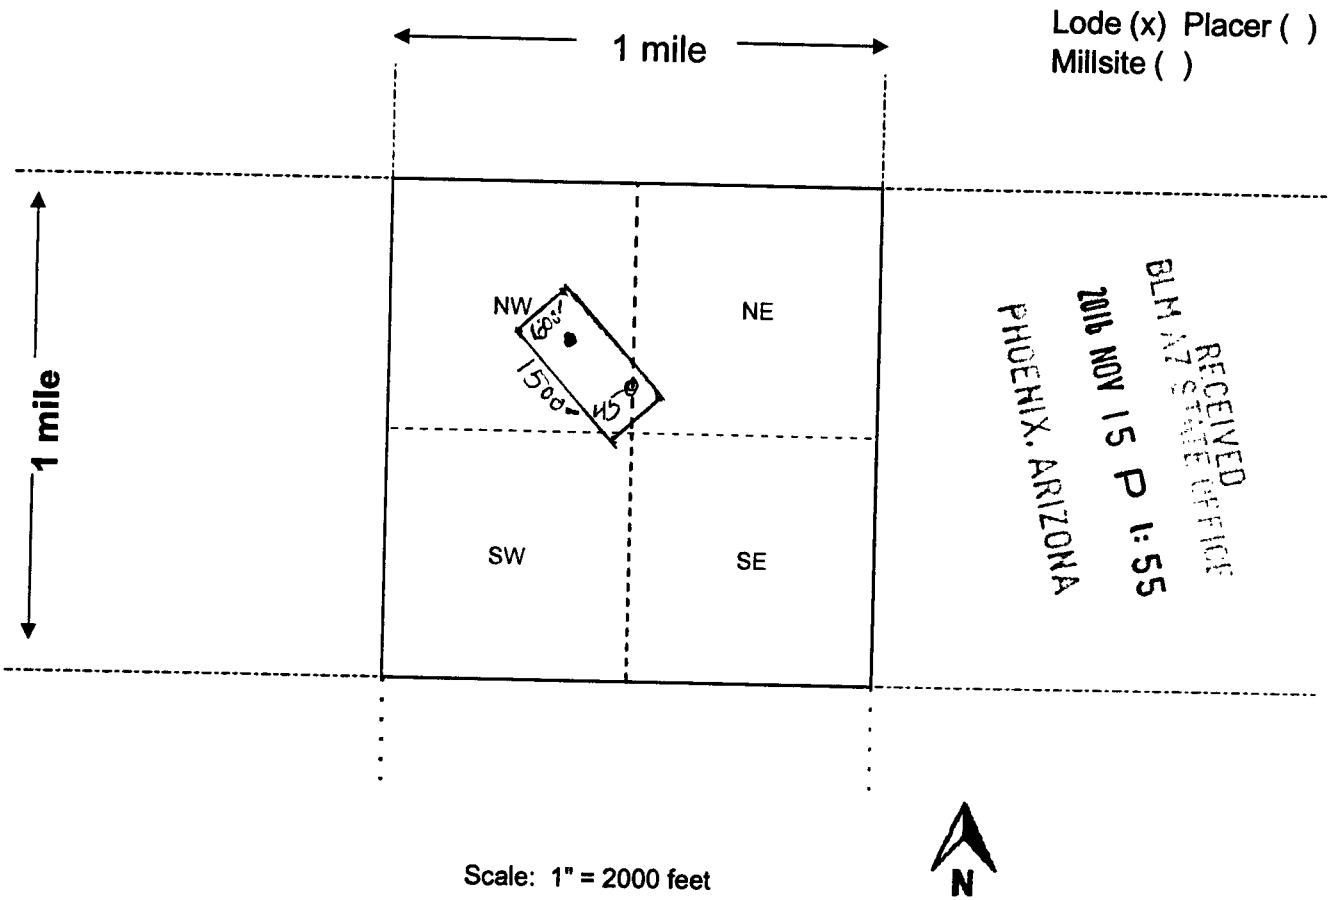 Lode (x) Placer ( )
Millsite ( )
1 mile
1 mile
NW
NE
600'
1500'
45°
SW
SE
RECEIVED
BLM AZ STATE OFFICE
2016 NOV 15 P 1:55
PHOENIX, ARIZONA
Scale: 1" = 2000 feet
N